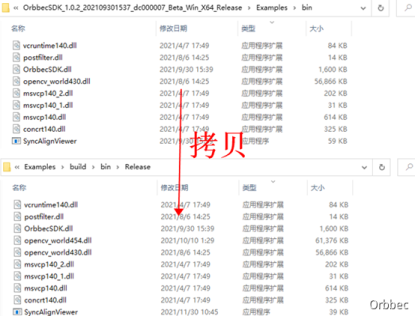 OrbbecSDK_1.0.2_202109301537_dc000007_Beta_Win_X64_Release > Examples > bin
名称 修改日期 类型 大小
vcruntime140.dll 2021/4/7 17:49 应用程序扩展 84 KB
postfilter.dll 2021/8/6 14:25 应用程序扩展 14 KB
OrbbecSDK.dll 2021/9/30 15:39 应用程序扩展 1,600 KB
opencv_world430.dll 2021/8/6 14:25 应用程序扩展 56,866 KB
msvcp140_2.dll 2021/4/7 17:49 应用程序扩展 202 KB
msvcp140_1.dll 2021/4/7 17:49 应用程序扩展 31 KB
msvcp140.dll 2021/4/7 17:49 应用程序扩展 614 KB
concrt140.dll 2021/4/7 17:49 应用程序扩展 325 KB
SyncAlignViewer 2021/9/30 应用程序 59 KB
拷贝
« Examples > build > bin > Release
名称 修改日期 类型 大小
vcruntime140.dll 2021/4/7 17:49 应用程序扩展 84 KB
postfilter.dll 2021/8/6 14:25 应用程序扩展 14 KB
OrbbecSDK.dll 2021/9/30 15:39 应用程序扩展 1,600 KB
opencv_world454.dll 2021/10/10 1:29 应用程序扩展 61,376 KB
opencv_world430.dll 2021/8/6 14:25 应用程序扩展 56,866 KB
msvcp140_2.dll 2021/4/7 17:49 应用程序扩展 202 KB
msvcp140_1.dll 2021/4/7 17:49 应用程序扩展 31 KB
msvcp140.dll 2021/4/7 17:49 应用程序扩展 614 KB
concrt140.dll 2021/4/7 17:49 应用程序扩展 325 KB
SyncAlignViewer 2021/11/30 10:45 应用程序 39 KB
Orbbec